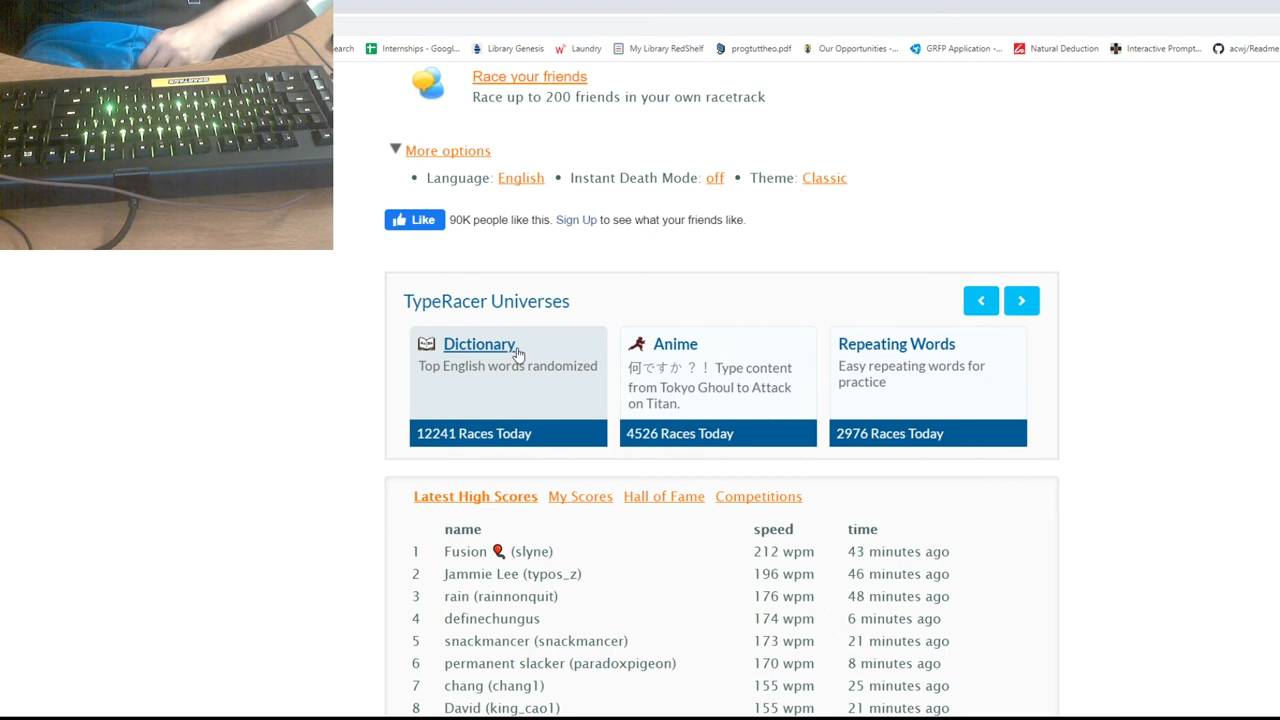 earch
Internships - Googl...
Library Genesis
Laundry
My Library RedShelf
progtuttheo.pdf
Our Opportunities -...
GRFP Application -...
Natural Deduction
Interactive Prompt...
acwj/Readme
Race your friends
Race up to 200 friends in your own racetrack
More options
• Language: English • Instant Death Mode: off • Theme: Classic
Like 90K people like this. Sign Up to see what your friends like.
TypeRacer Universes
Dictionary
Top English words randomized
12241 Races Today
Anime
何ですか？！ Type content
from Tokyo Ghoul to Attack
on Titan.
4526 Races Today
Repeating Words
Easy repeating words for
practice
2976 Races Today
Latest High Scores My Scores Hall of Fame Competitions
name speed time
1 Fusion 🎈 (slyne) 212 wpm 43 minutes ago
2 Jammie Lee (typos_z) 196 wpm 46 minutes ago
3 rain (rainnonquit) 176 wpm 48 minutes ago
4 definechungus 174 wpm 6 minutes ago
5 snackmancer (snackmancer) 173 wpm 21 minutes ago
6 permanent slacker (paradoxpigeon) 170 wpm 8 minutes ago
7 chang (chang1) 155 wpm 25 minutes ago
8 David (king_cao1) 155 wpm 21 minutes ago